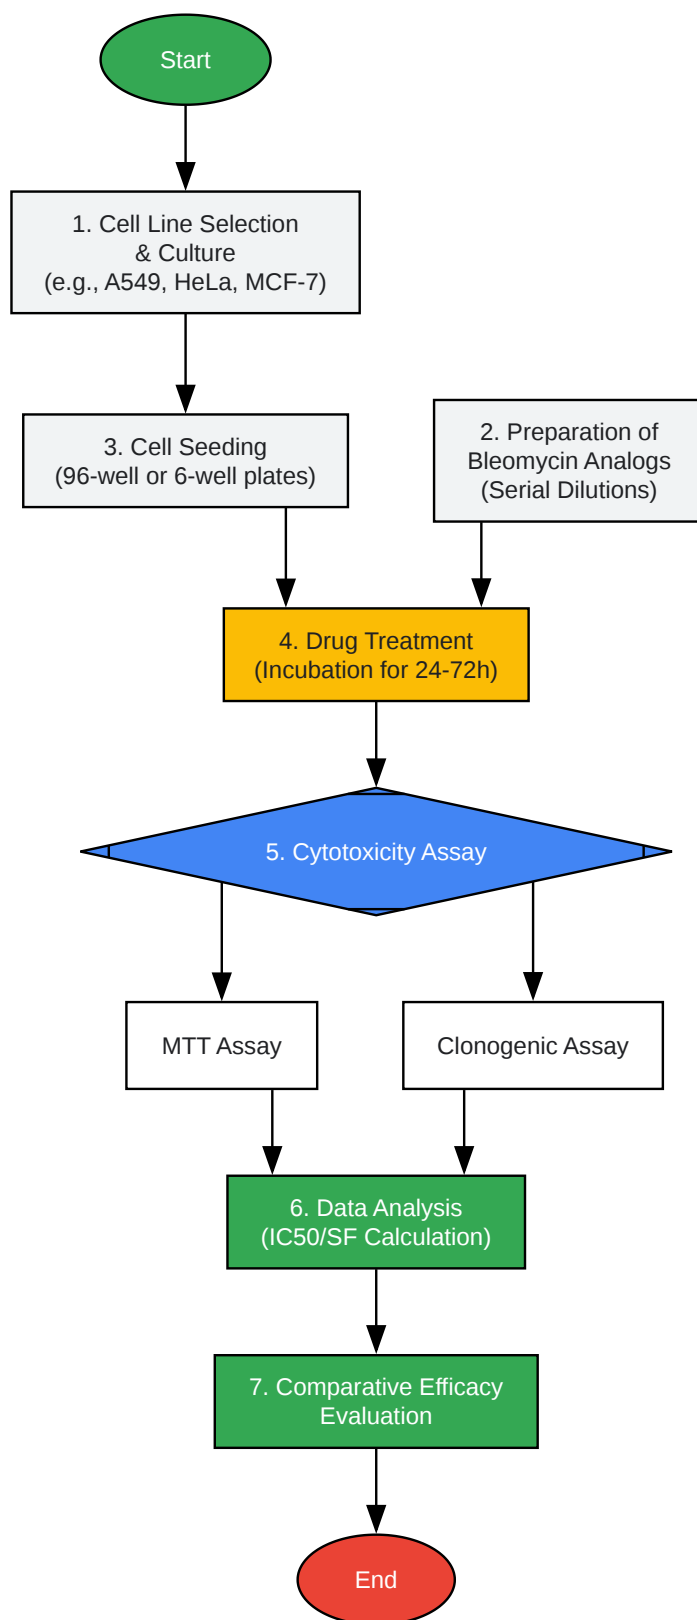 Start
1. Cell Line Selection
& Culture
(e.g., A549, HeLa, MCF-7)
3. Cell Seeding
(96-well or 6-well plates)
2. Preparation of
Bleomycin Analogs
(Serial Dilutions)
4. Drug Treatment
(Incubation for 24-72h)
5. Cytotoxicity Assay
MTT Assay
Clonogenic Assay
6. Data Analysis
(IC50/SF Calculation)
7. Comparative Efficacy
Evaluation
End